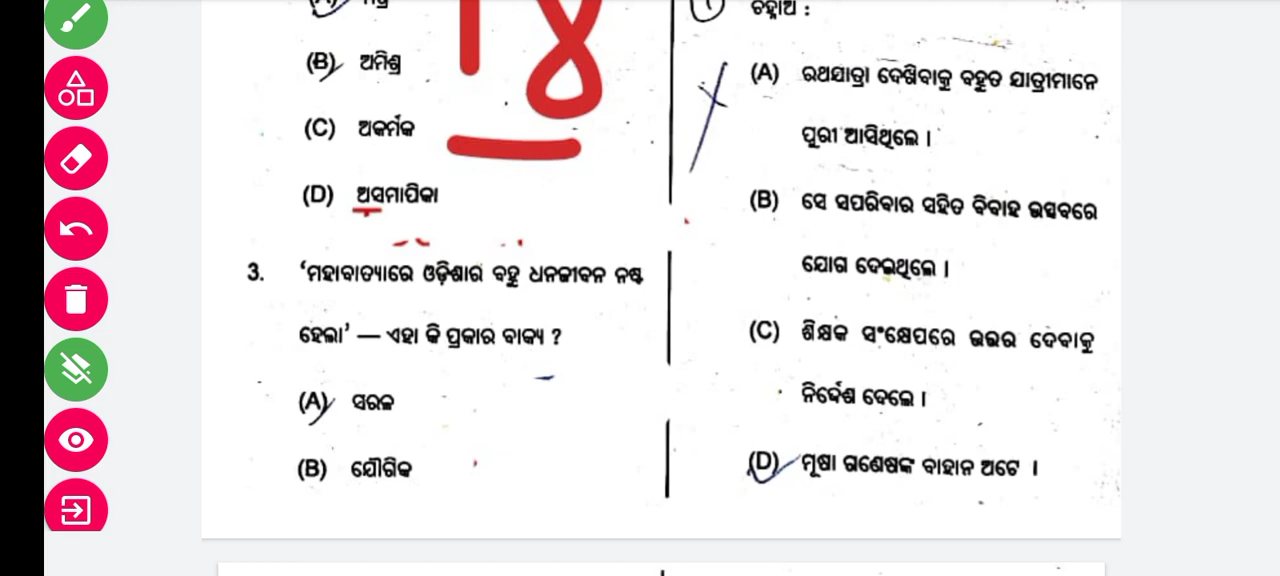 (B) ଅମିଶ୍ର
(C) ଅକର୍ମକ
(D) ଅସମାପିକା
3. ‘ମହାବାତ୍ୟାରେ ଓଡ଼ିଶାର ବହୁ ଧନଜୀବନ ନଷ୍ଟ
ହେଲା’ — ଏହା କି ପ୍ରକାର ବାକ୍ୟ ?
(A) ସରଳ
(B) ଯୌଗିକ
ଚିହ୍ନାଅ :
(A) ରଥଯାତ୍ରା ଦେଖିବାକୁ ବହୁତ ଯାତ୍ରୀମାନେ
ପୁରୀ ଆସିଥିଲେ ।
(B) ସେ ସପରିବାର ସହିତ ବିବାହ ଉତ୍ସବରେ
ଯୋଗ ଦେଇଥିଲେ ।
(C) ଶିକ୍ଷକ ସଂକ୍ଷେପରେ ଉତ୍ତର ଦେବାକୁ
ନିର୍ଦ୍ଦେଶ ଦେଲେ ।
(D) ମୂଷା ଗଣେଷଙ୍କ ବାହାନ ଅଟେ ।